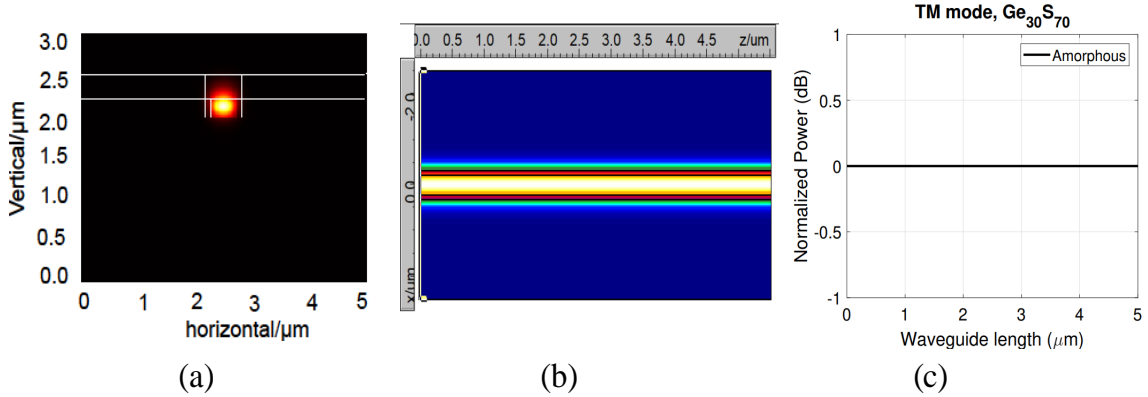 3.0
2.5
2.0
1.5
1.0
0.5
0.0
Vertical/µm
0 1 2 3 4 5
horizontal/µm
(a)
0.0 0.5 1.0 1.5 2.0 2.5 3.0 3.5 4.0 4.5 z/um
-2.0
0.0
x/um
(b)
TM mode, Ge30S70
Amorphous
1
0.5
0
-0.5
-1
Normalized Power (dB)
0 1 2 3 4 5
Waveguide length (µm)
(c)